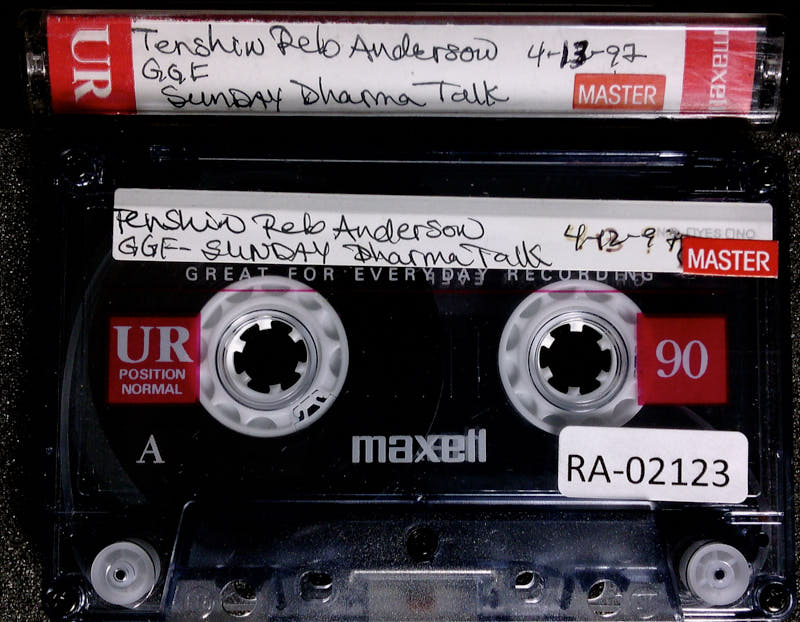 UR
Tenshin Reb Anderson 4-13-97
GGF
Sunday Dharma Talk
MASTER
maxell
Tenshin Reb Anderson 4-12-97
GGF- Sunday Dharma Talk
MASTER
GREAT FOR EVERYDAY RECORDING
UR
POSITION
NORMAL
90
A
maxell
RA-02123